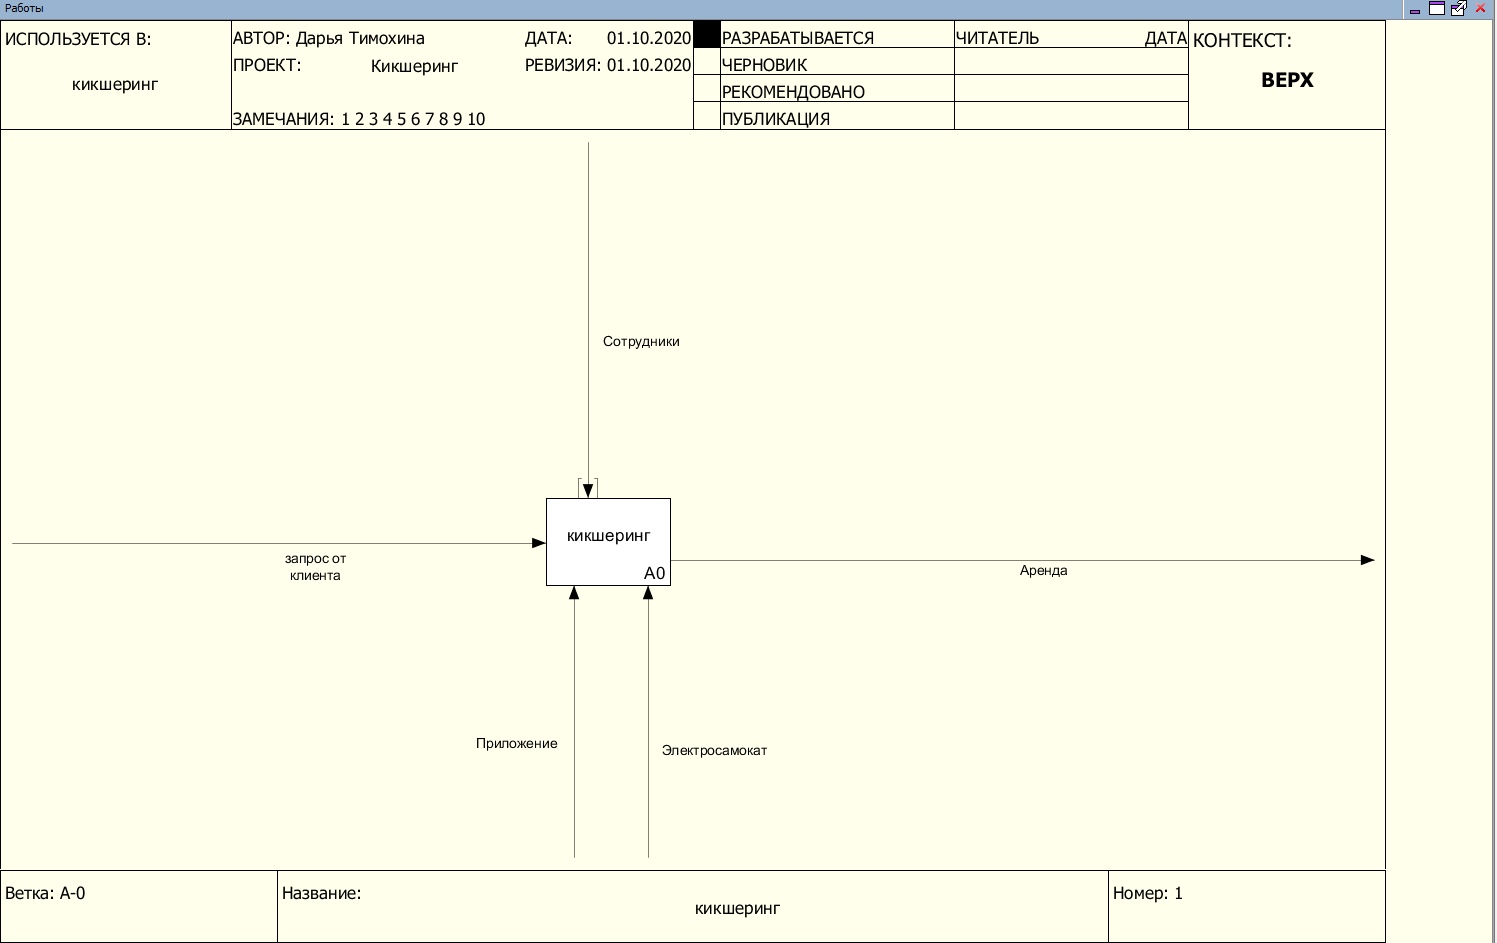 Работы
ИСПОЛЬЗУЕТСЯ В:
кикшеринг
АВТОР: Дарья Тимохина
ДАТА: 01.10.2020
ПРОЕКТ: Кикшеринг
РЕВИЗИЯ: 01.10.2020
ЗАМЕЧАНИЯ: 1 2 3 4 5 6 7 8 9 10
РАЗРАБАТЫВАЕТСЯ
ЧЕРНОВИК
РЕКОМЕНДОВАНО
ПУБЛИКАЦИЯ
ЧИТАТЕЛЬ
ДАТА
КОНТЕКСТ:
ВЕРХ
Сотрудники
кикшеринг
A0
запрос от
клиента
Аренда
Приложение
Электросамокат
Ветка: A-0
Название:
кикшеринг
Номер: 1